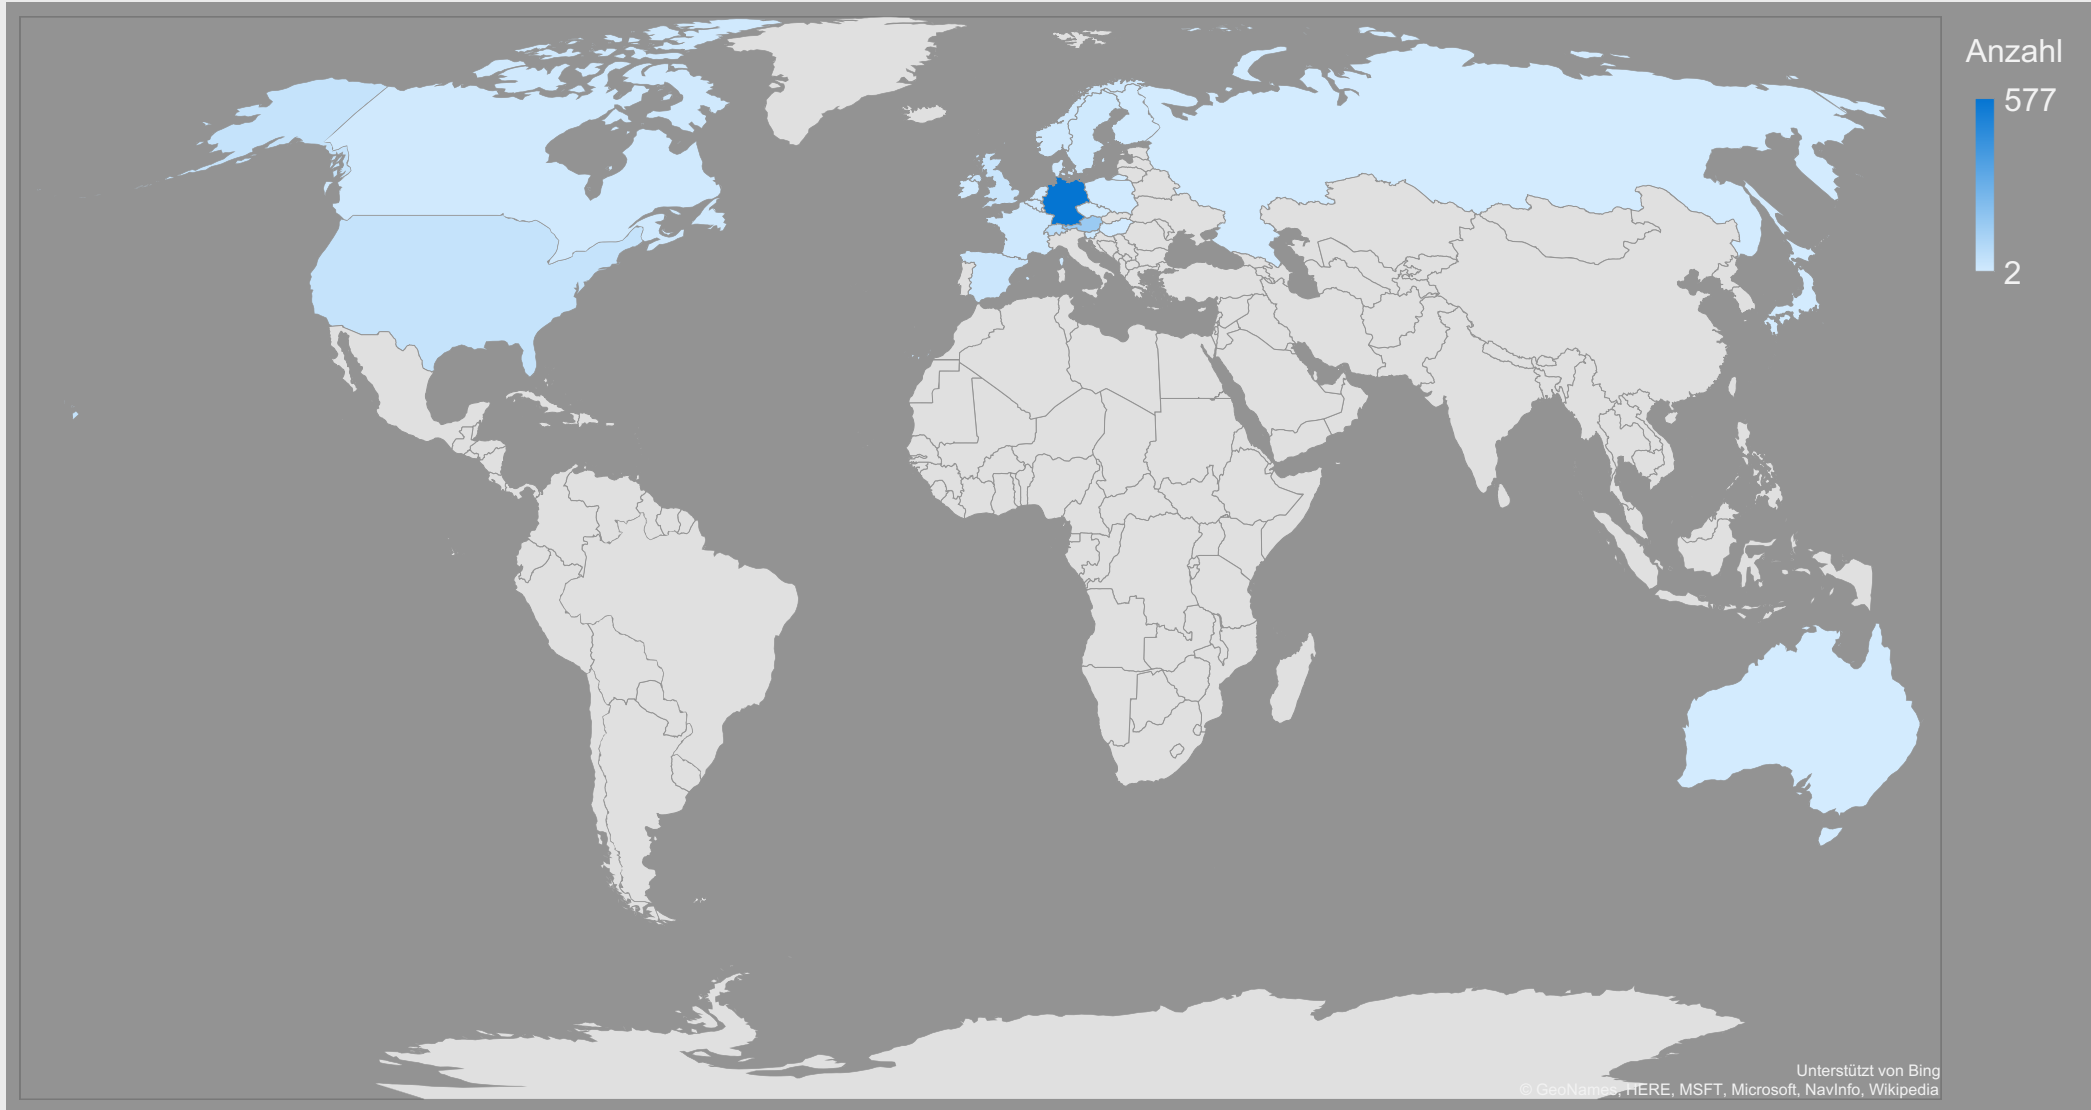 Anzahl
577
2
Unterstützt von Bing
© GeoNames, HERE, MSFT, Microsoft, NavInfo, Wikipedia